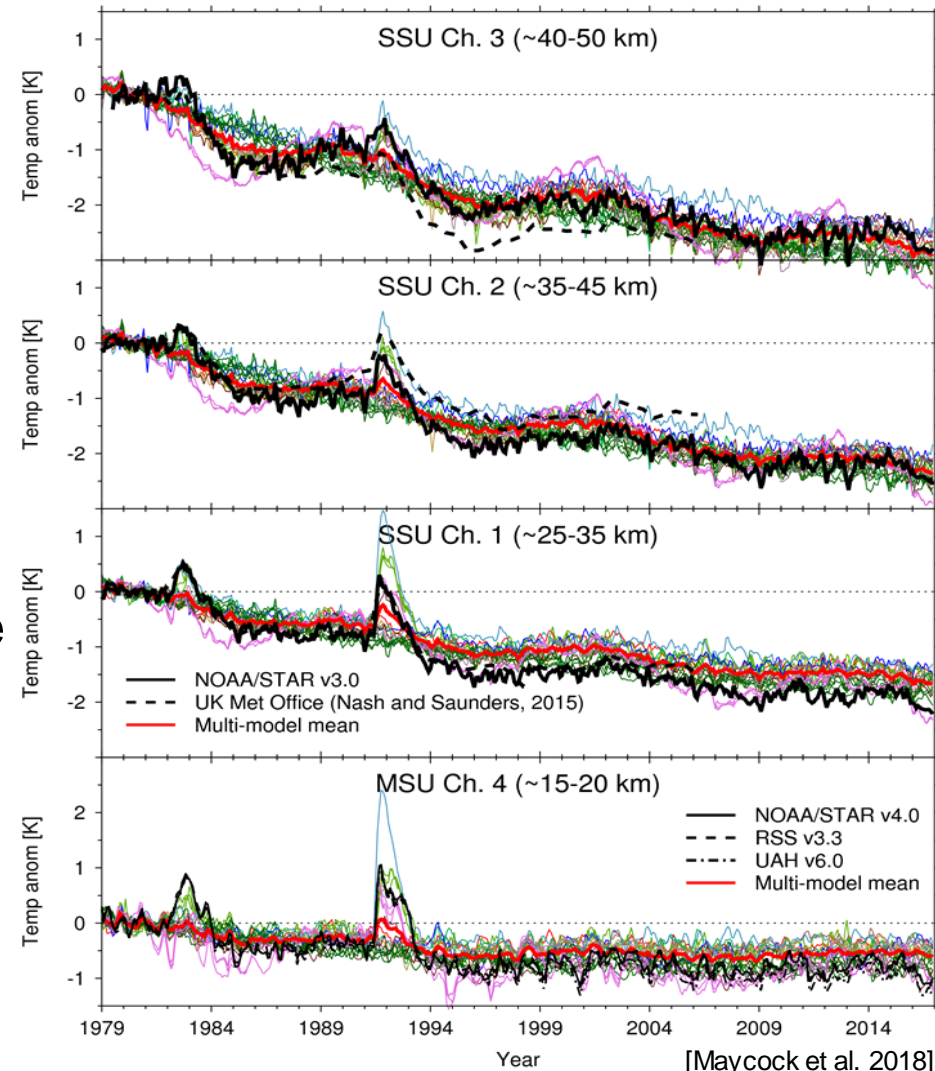 SSU Ch. 3 (~40-50 km)
Temp anom [K]
1
0
-1
-2
SSU Ch. 2 (~35-45 km)
Temp anom [K]
1
0
-1
-2
SSU Ch. 1 (~25-35 km)
Temp anom [K]
1
0
-1
-2
NOAA/STAR v3.0
UK Met Office (Nash and Saunders, 2015)
Multi-model mean
e
MSU Ch. 4 (~15-20 km)
Temp anom [K]
2
1
0
-1
NOAA/STAR v4.0
RSS v3.3
UAH v6.0
Multi-model mean
1979 1984 1989 1994 1999 2004 2009 2014
Year
[Maycock et al. 2018]